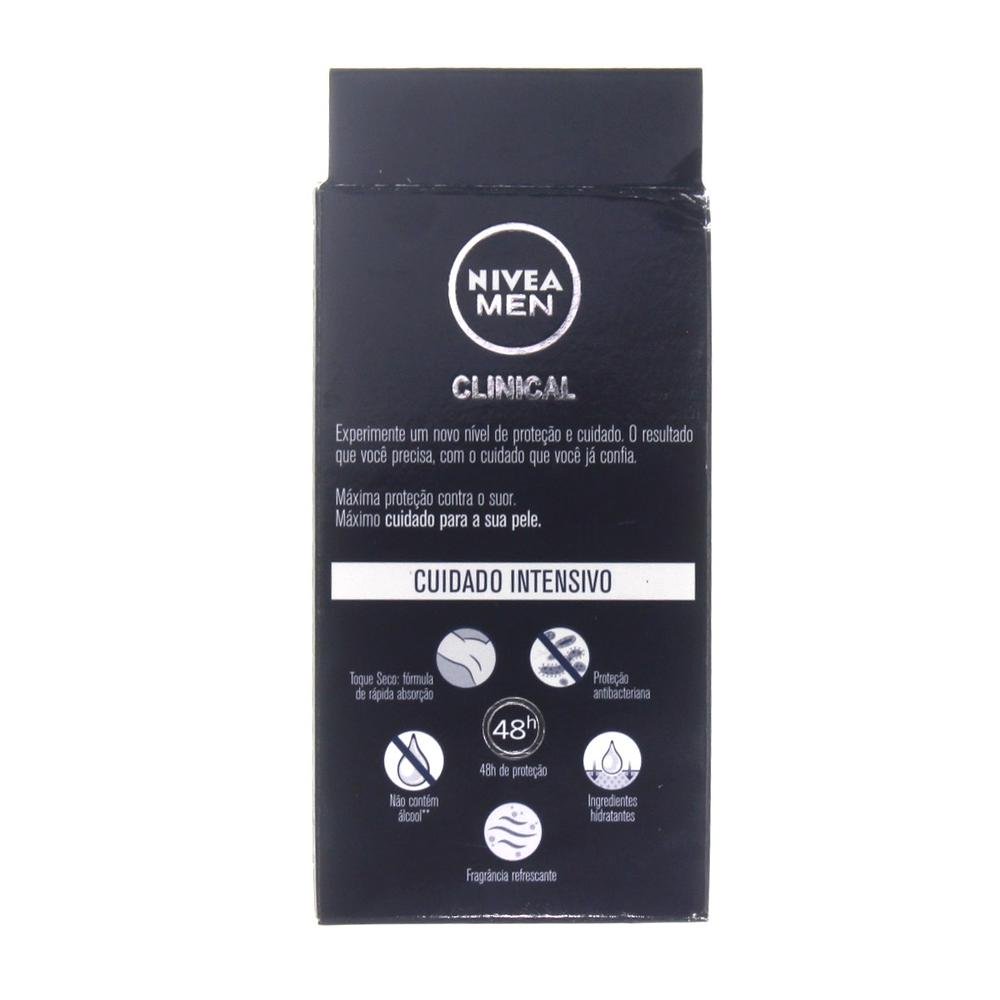 NIVEA
MEN
CLINICAL
Experimente um novo nível de proteção e cuidado. O resultado
que você precisa, com o cuidado que você já confia.
Máxima proteção contra o suor.
Máximo cuidado para a sua pele.
CUIDADO INTENSIVO
Toque Seco: fórmula
de rápida absorção
Proteção
antibacteriana
48h
48h de proteção
Não contém
álcool**
Ingredientes
hidratantes
Fragrância refrescante